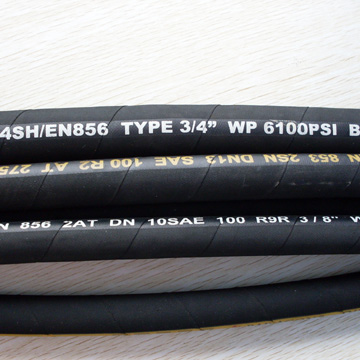 4SH/EN856 TYPE 3/4" WP 6100PSI B
N 853 2SN DN13 SAE 100 R2 AT 275
N 856 2AT DN 10SAE 100 R9R 3/8" W